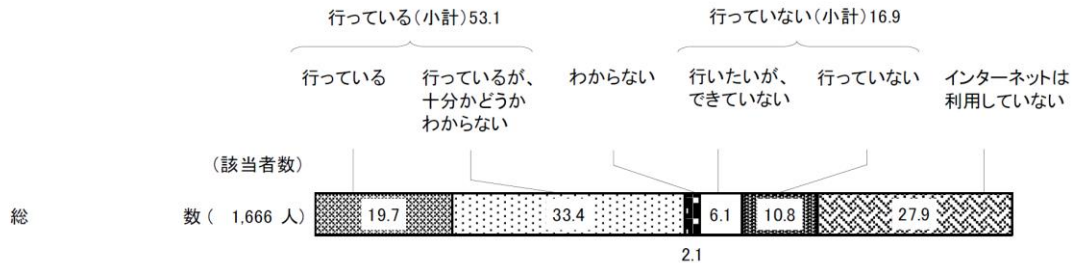 行っている(小計)53.1
行っていない(小計)16.9
行っている
行っているが、
十分かどうか
わからない
わからない
行いたいが、
できていない
行っていない
インターネットは
利用していない
(該当者数)
総 数 ( 1,666 人)
19.7
33.4
6.1
10.8
27.9
2.1